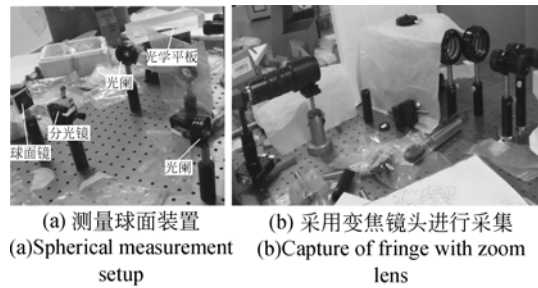 光学平板
光阑
分光镜
球面镜
光阑
(a) 测量球面装置
(a)Spherical measurement
setup
(b) 采用变焦镜头进行采集
(b)Capture of fringe with zoom
lens